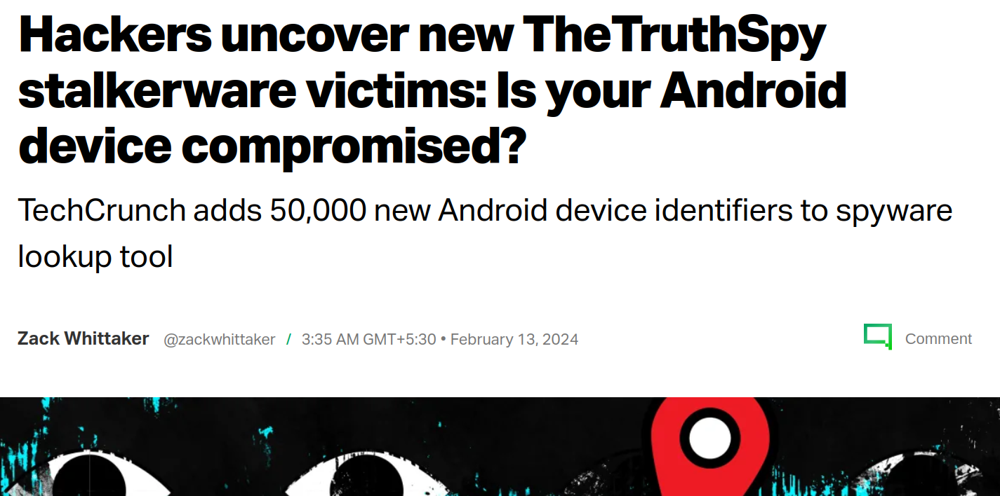 Hackers uncover new TheTruthSpy
stalkerware victims: Is your Android
device compromised?
TechCrunch adds 50,000 new Android device identifiers to spyware
lookup tool
Zack Whittaker @zackwhittaker / 3:35 AM GMT+5:30 • February 13, 2024 Comment